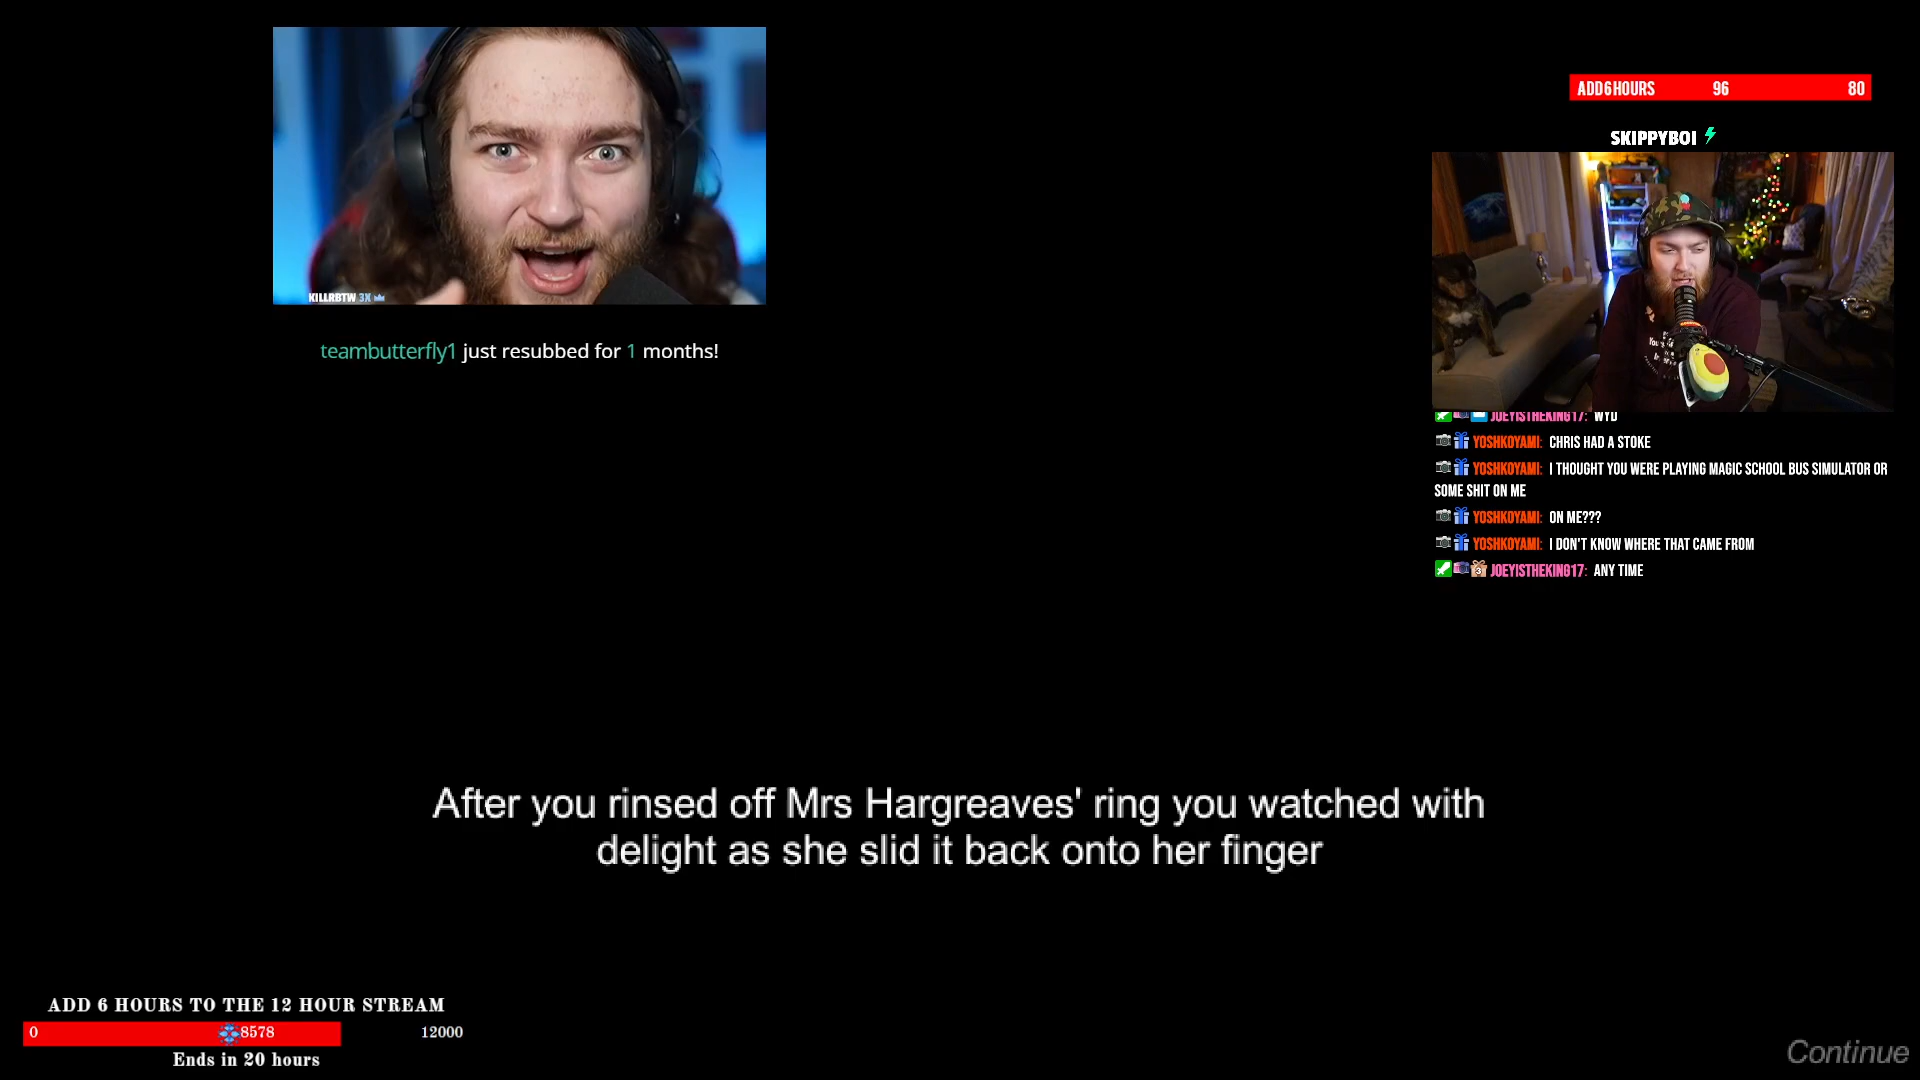 ADD6HOURS 96 80
SKIPPYBOI
KILLRBTW 3X
teambutterfly1 just resubbed for 1 months!
JOEYISTHEKING17: WYD
YOSHKOYAMI: CHRIS HAD A STOKE
YOSHKOYAMI: I THOUGHT YOU WERE PLAYING MAGIC SCHOOL BUS SIMULATOR OR
SOME SHIT ON ME
YOSHKOYAMI: ON ME???
YOSHKOYAMI: I DON'T KNOW WHERE THAT CAME FROM
JOEYISTHEKING17: ANY TIME
After you rinsed off Mrs Hargreaves' ring you watched with
delight as she slid it back onto her finger
ADD 6 HOURS TO THE 12 HOUR STREAM
0 8578 12000
Ends in 20 hours
Continue